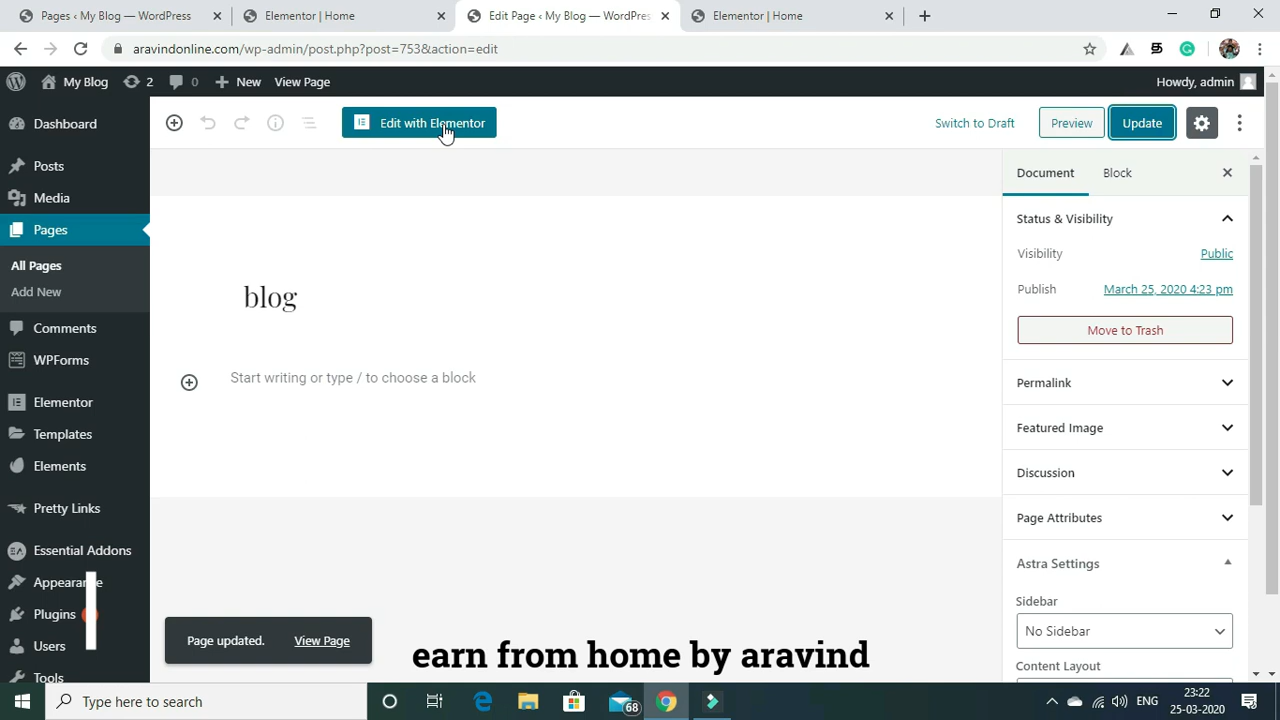 Pages ‹ My Blog — WordPress
Elementor | Home
Edit Page ‹ My Blog — WordPress
Elementor | Home
aravindonline.com/wp-admin/post.php?post=753&action=edit
My Blog
2
0
New
View Page
Howdy, admin
Dashboard
Posts
Media
Pages
All Pages
Add New
Comments
WPForms
Elementor
Templates
Elements
Pretty Links
Essential Addons
Appearance
Plugins
Users
Tools
Edit with Elementor
Switch to Draft
Preview
Update
blog
Start writing or type / to choose a block
Document
Block
Status & Visibility
Visibility
Public
Publish
March 25, 2020 4:23 pm
Move to Trash
Permalink
Featured Image
Discussion
Page Attributes
Astra Settings
Sidebar
No Sidebar
Content Layout
Page updated.
View Page
earn from home by aravind
Type here to search
68
ENG
23:22
25-03-2020